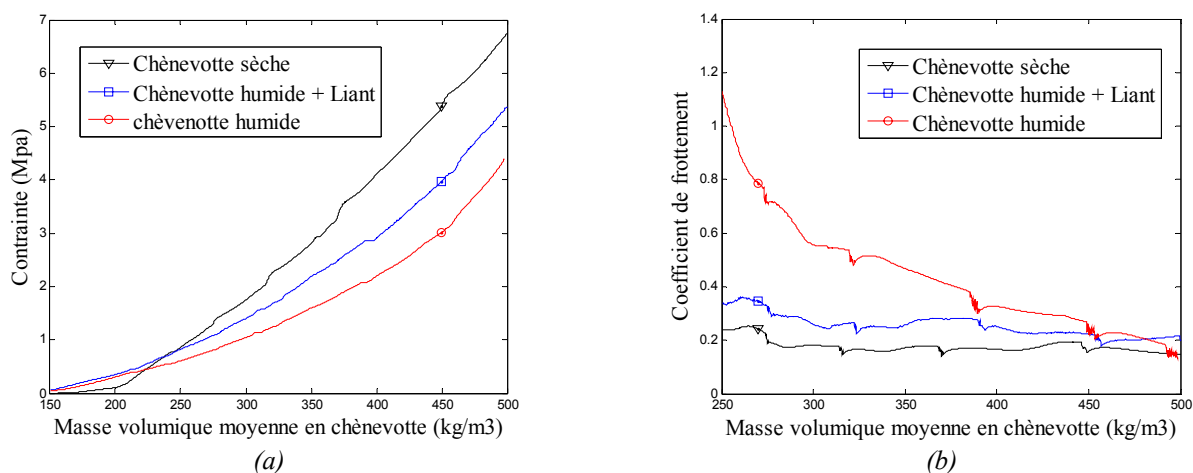 6
5
4
3
2
1
0
150
200
250
300
350
400
450
500
Contrainte (Mpa)
Chènevotte sèche
Chènevotte humide + Liant
chèvenotte humide
Masse volumique moyenne en chènevotte (kg/m3)
(a)
1.4
1.2
1
0.8
0.6
0.4
0.2
0
250
300
350
400
450
500
Coefficient de frottement
Chènevotte sèche
Chènevotte humide + Liant
Chènevotte humide
Masse volumique moyenne en chènevotte (kg/m3)
(b)